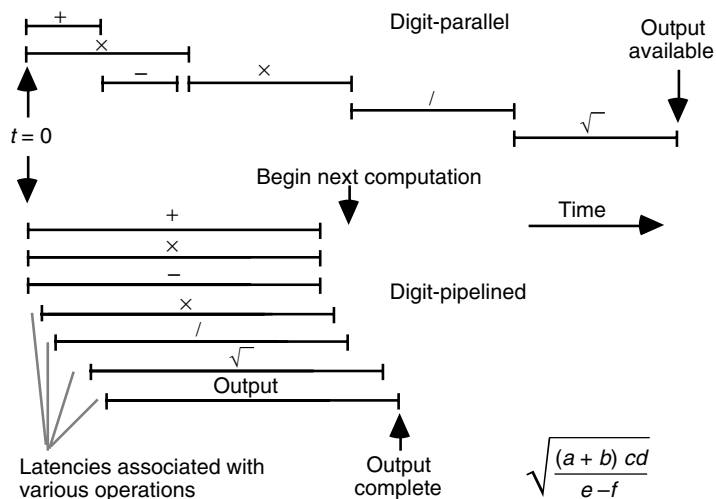 +
Digit-parallel
Output
available
×
−
×
/
√
t = 0
Begin next computation
+
Time
×
−
Digit-pipelined
×
/
√
Output
Latencies associated with
various operations
Output
complete
√((a + b) cd / e – f)